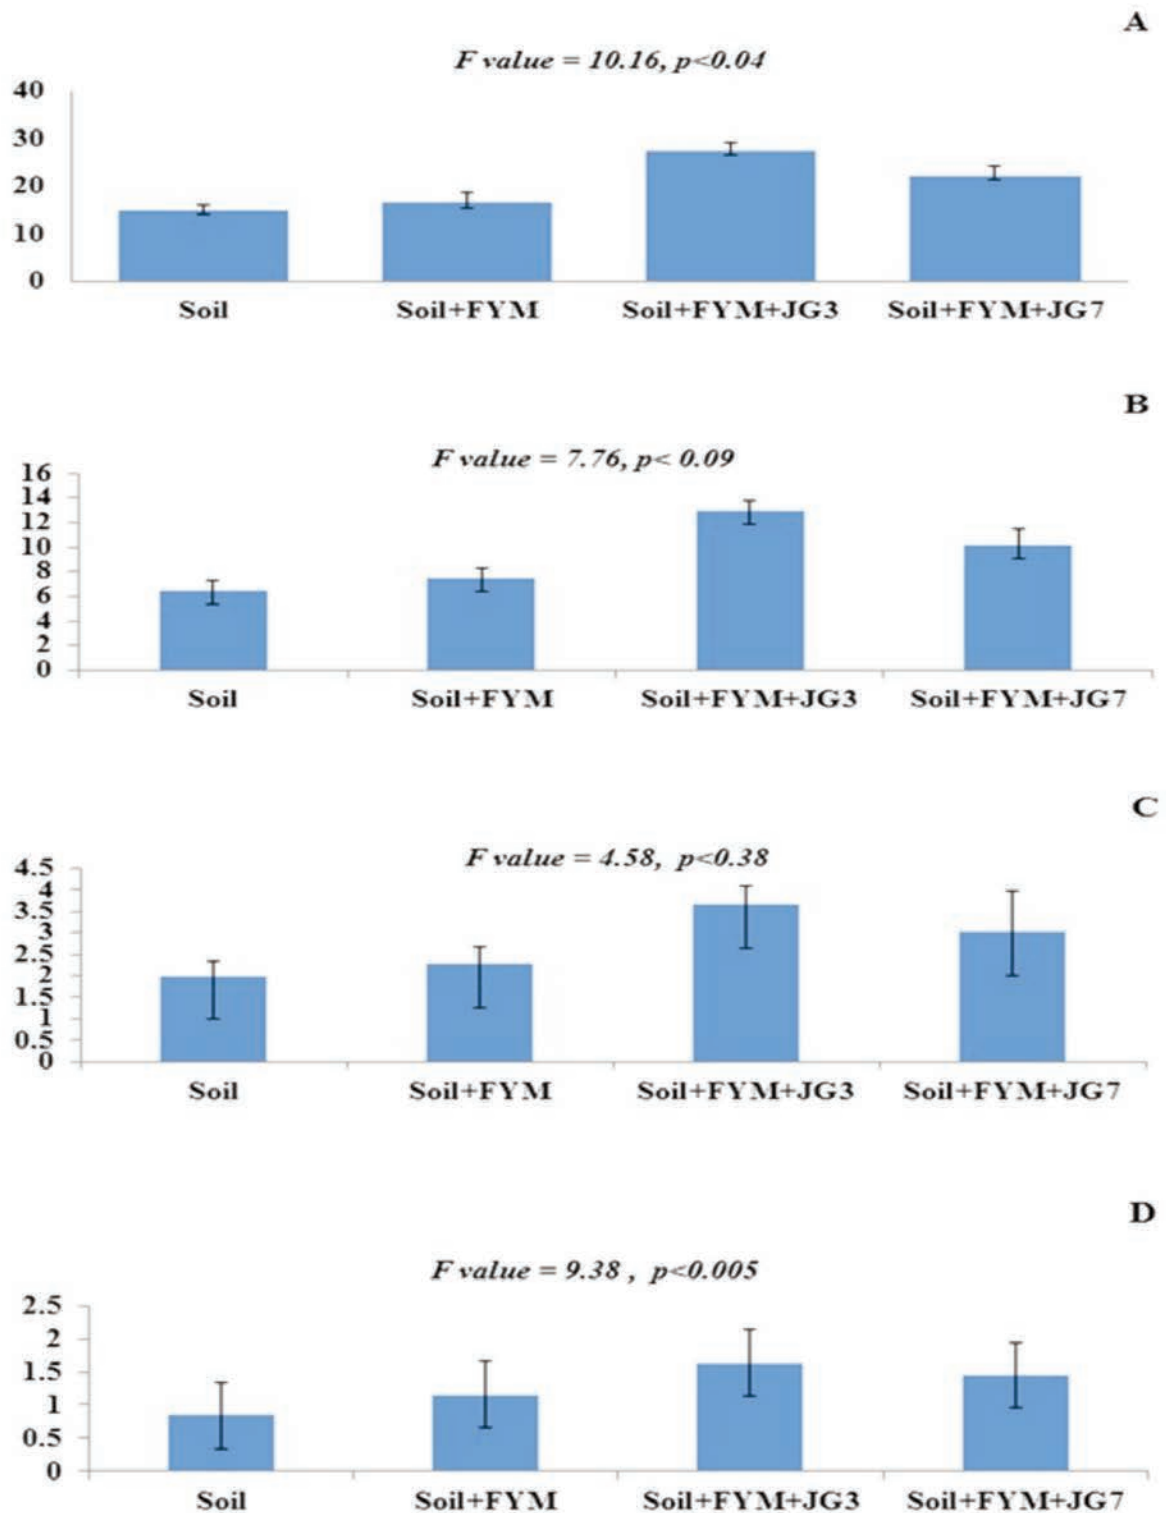 A
F value = 10.16, p<0.04
40
30
20
10
0
Soil Soil+FYM Soil+FYM+JG3 Soil+FYM+JG7
B
F value = 7.76, p< 0.09
16
14
12
10
8
6
4
2
0
Soil Soil+FYM Soil+FYM+JG3 Soil+FYM+JG7
C
F value = 4.58, p<0.38
4.5
4
3.5
3
2.5
2
1.5
1
0.5
0
Soil Soil+FYM Soil+FYM+JG3 Soil+FYM+JG7
D
F value = 9.38 , p<0.005
2.5
2
1.5
1
0.5
0
Soil Soil+FYM Soil+FYM+JG3 Soil+FYM+JG7